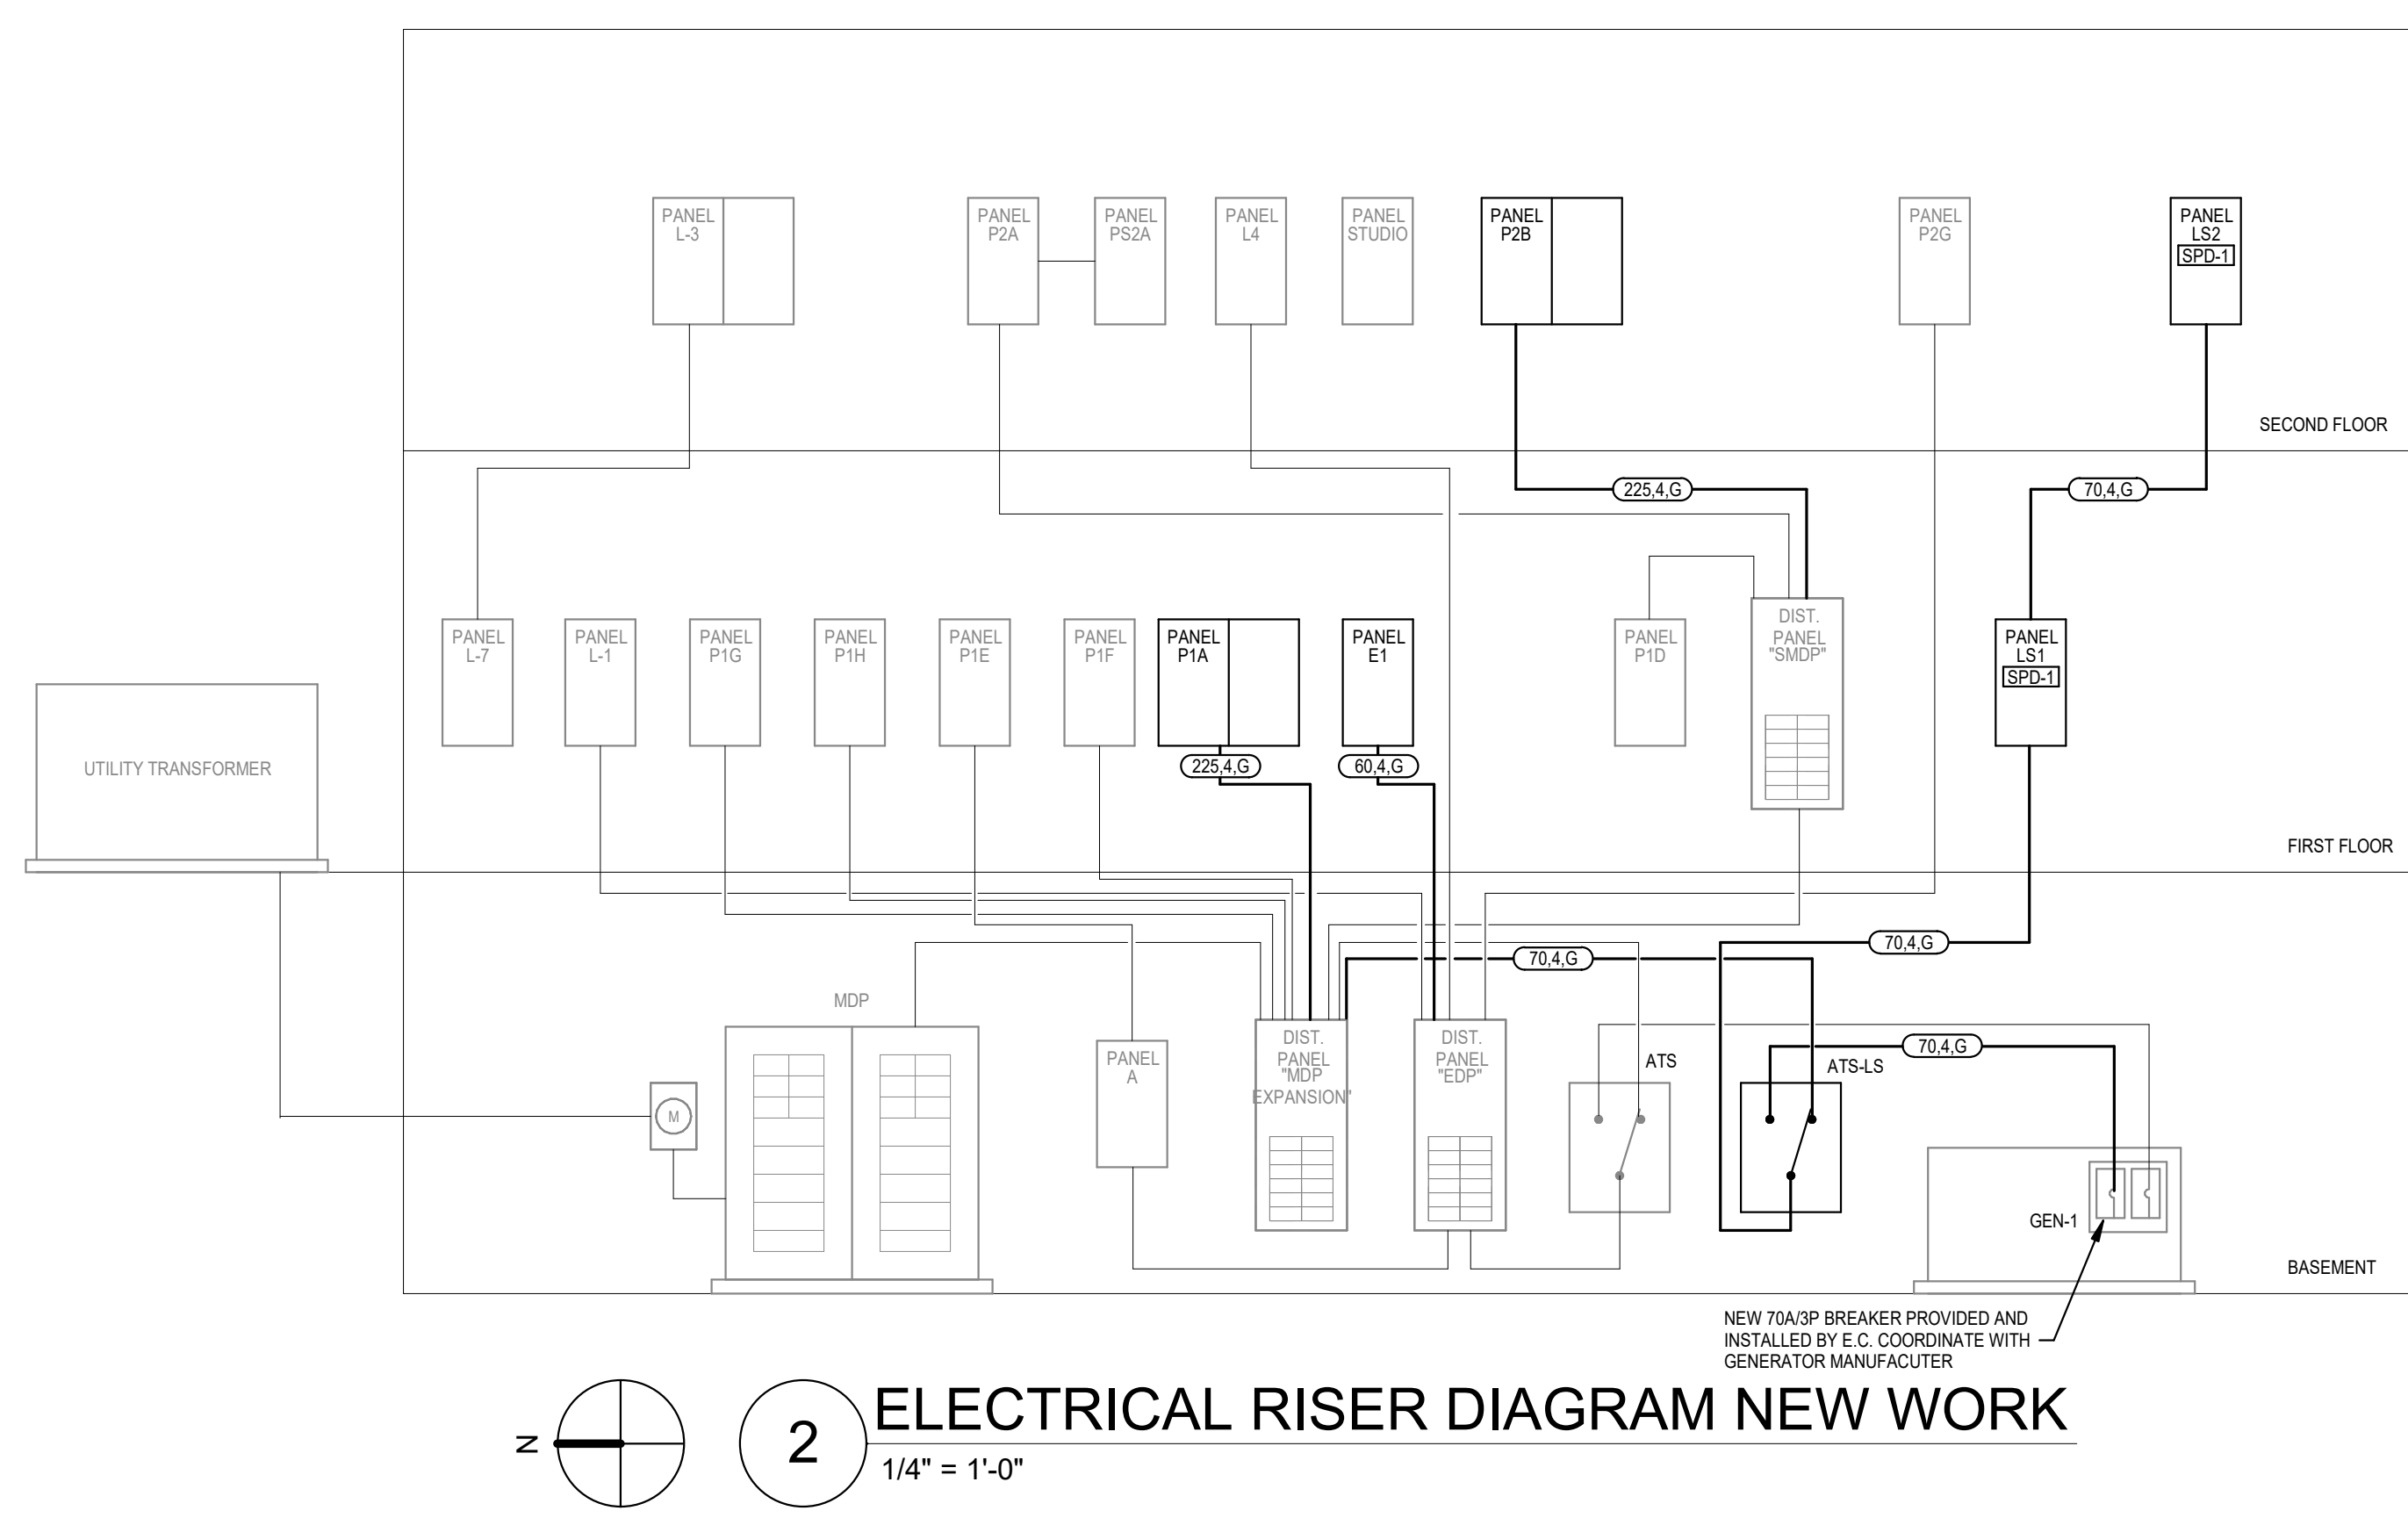 PANEL
L-3
PANEL
P2A
PANEL
PS2A
PANEL
L4
PANEL
STUDIO
PANEL
P2B
PANEL
P2G
PANEL
LS2
SPD-1
SECOND FLOOR
225,4,G
70,4,G
PANEL
L-7
PANEL
L-1
PANEL
P1G
PANEL
P1H
PANEL
P1E
PANEL
P1F
PANEL
P1A
PANEL
E1
PANEL
P1D
DIST.
PANEL
"SMDP"
PANEL
LS1
SPD-1
UTILITY TRANSFORMER
225,4,G
60,4,G
FIRST FLOOR
70,4,G
70,4,G
MDP
M
PANEL
A
DIST.
PANEL
"MDP
EXPANSION"
DIST.
PANEL
"EDP"
ATS
70,4,G
ATS-LS
GEN-1
BASEMENT
NEW 70A/3P BREAKER PROVIDED AND
INSTALLED BY E.C. COORDINATE WITH
GENERATOR MANUFACUTER
N
2
ELECTRICAL RISER DIAGRAM NEW WORK
1/4" = 1'-0"